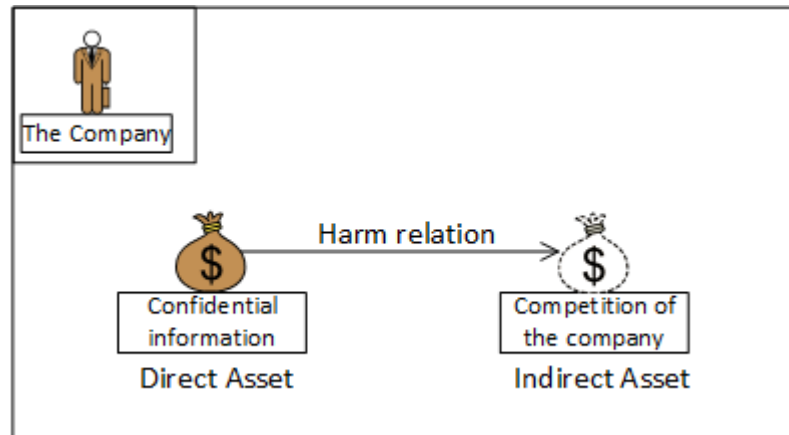 The Company
Harm relation
$
$
Confidential
information
Competition of
the company
Direct Asset
Indirect Asset